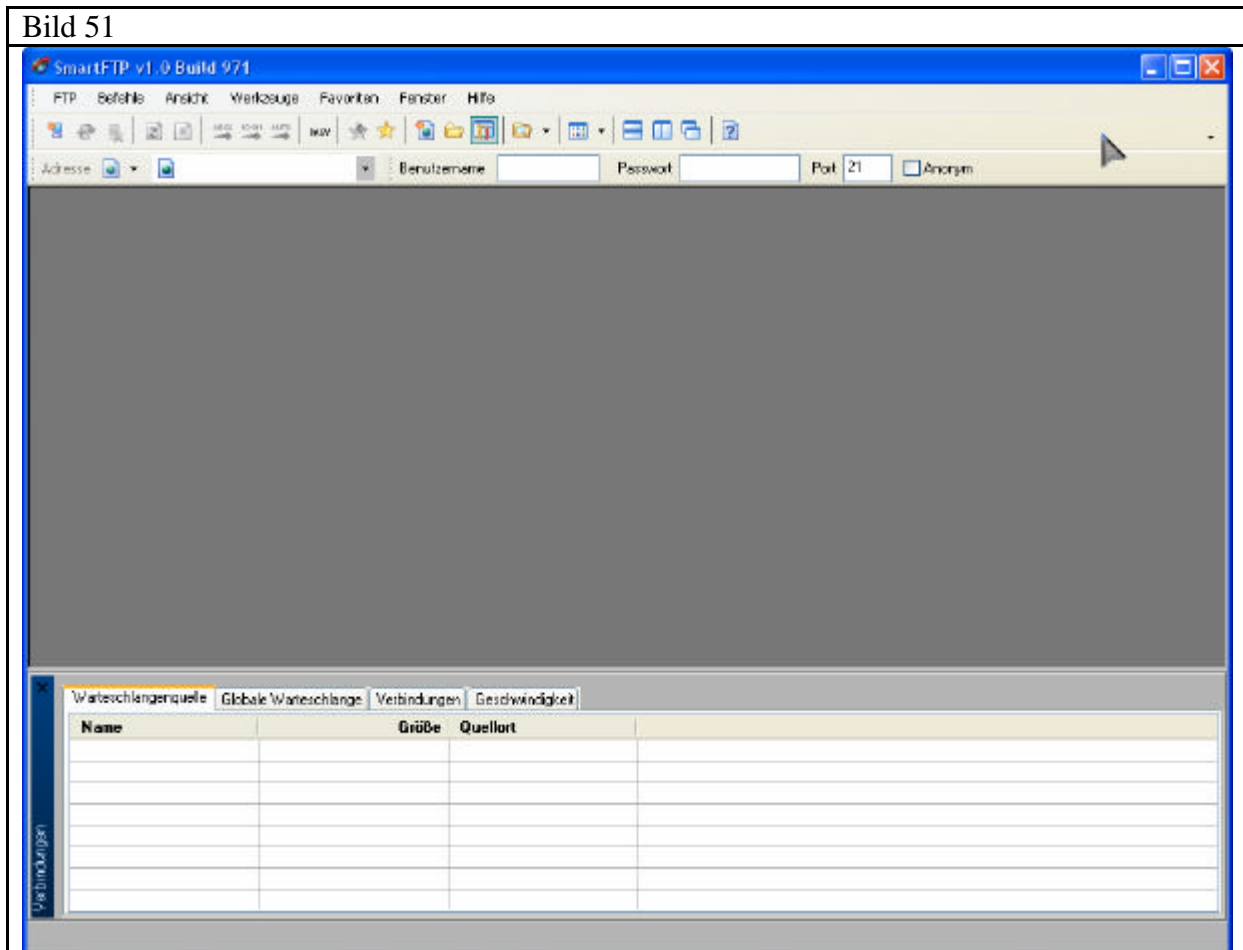 Bild 51
SmartFTP v1.0 Build 971
FTP Befehle Ansicht Werkzeuge Favoriten Fenster Hilfe
Adresse Benutzername Passwort Port 21 Anonym
Warteschlangenquelle Globale Warteschlange Verbindungen Geschwindigkeit
Name Größe Quellort
Verbindungen